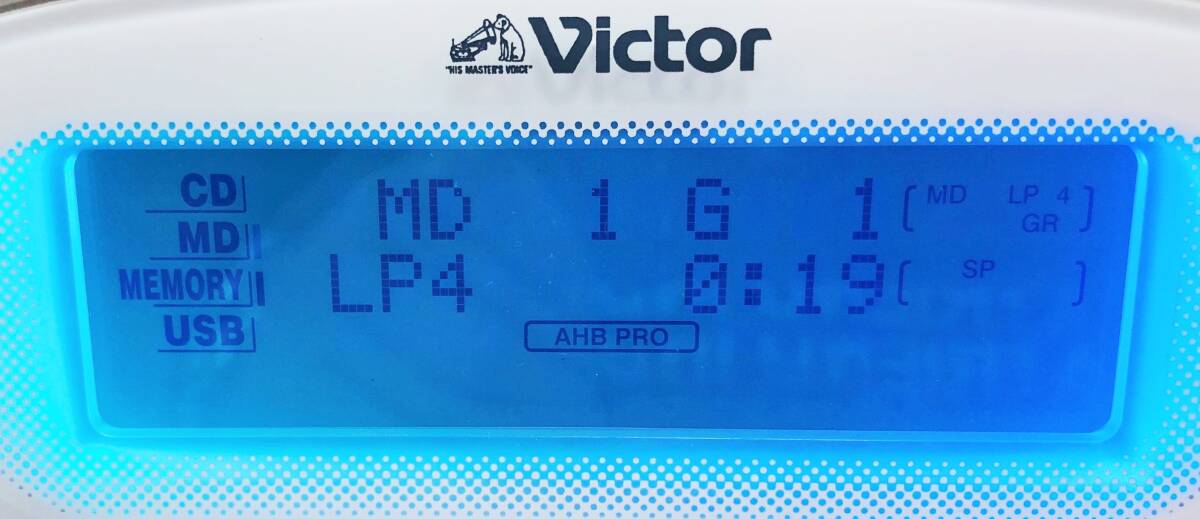 "HIS MASTER'S VOICE" Victor
CD MD 1 G 1 [MD LP 4
MD GR]
MEMORY LP4 0:19 [SP]
USB AHB PRO